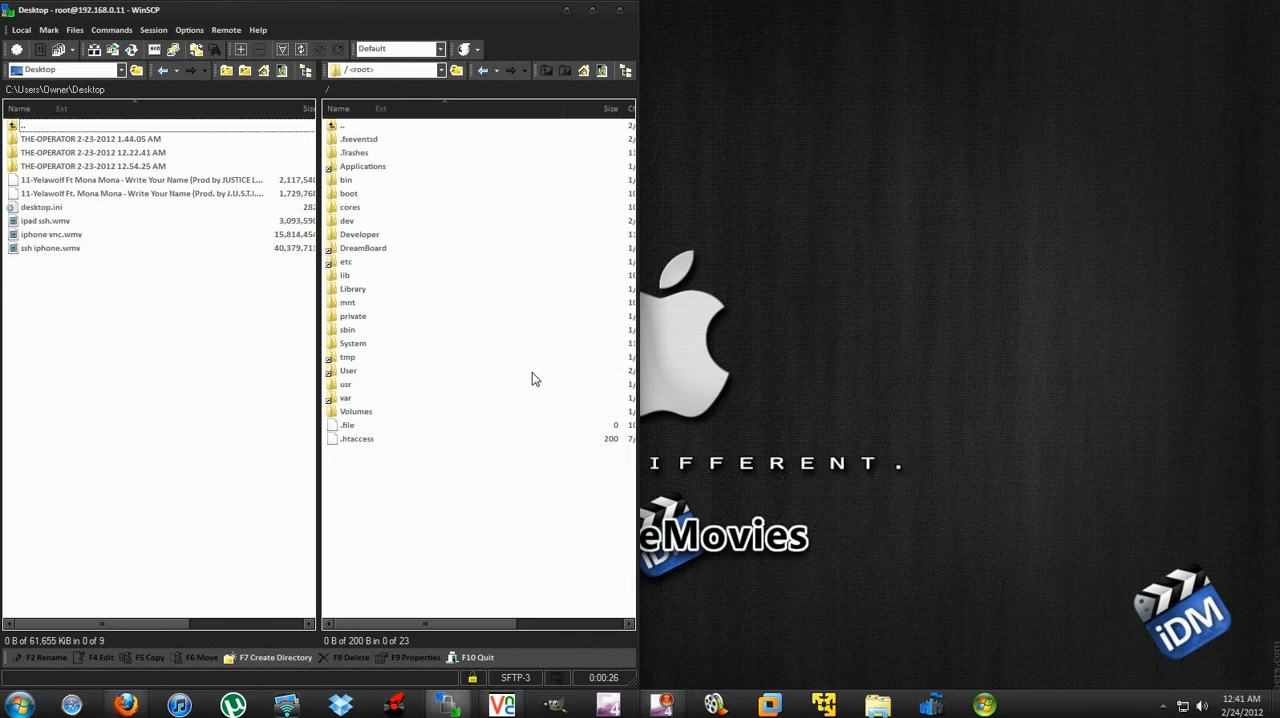 Desktop - root@192.168.0.11 - WinSCP
Local Mark Files Commands Session Options Remote Help
Default
Desktop
/ <root>
C:\Users\Owner\Desktop
/
Name Ext Size
Name Ext Size
..
THE-OPERATOR 2-23-2012 1.44.05 AM
THE-OPERATOR 2-23-2012 12.22.41 AM
THE-OPERATOR 2-23-2012 12.54.25 AM
11-Yelawolf Ft Mona Mona - Write Your Name (Prod by JUSTICE L... 2,117,540
11-Yelawolf Ft. Mona Mona - Write Your Name (Prod. by J.U.S.T.I.... 1,729,768
desktop.ini 282
ipad ssh.wmv 3,093,590
iphone vnc.wmv 15,814,454
ssh iphone.wmv 40,379,711
..
.fseventsd
.Trashes
Applications
bin
boot
cores
dev
Developer
DreamBoard
etc
lib
Library
mnt
private
sbin
System
tmp
User
usr
var
Volumes
.file 0
.htaccess 200
0 B of 61,655 KiB in 0 of 9
0 B of 200 B in 0 of 23
F2 Rename F4 Edit F5 Copy F6 Move F7 Create Directory F8 Delete F9 Properties F10 Quit
SFTP-3 0:00:26
IFFERENT.
eMovies
iDM
12:41 AM
2/24/2012